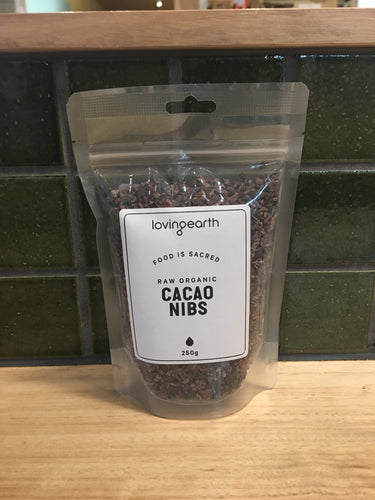 lovingearth
FOOD IS SACRED
RAW ORGANIC
CACAO
NIBS
250g